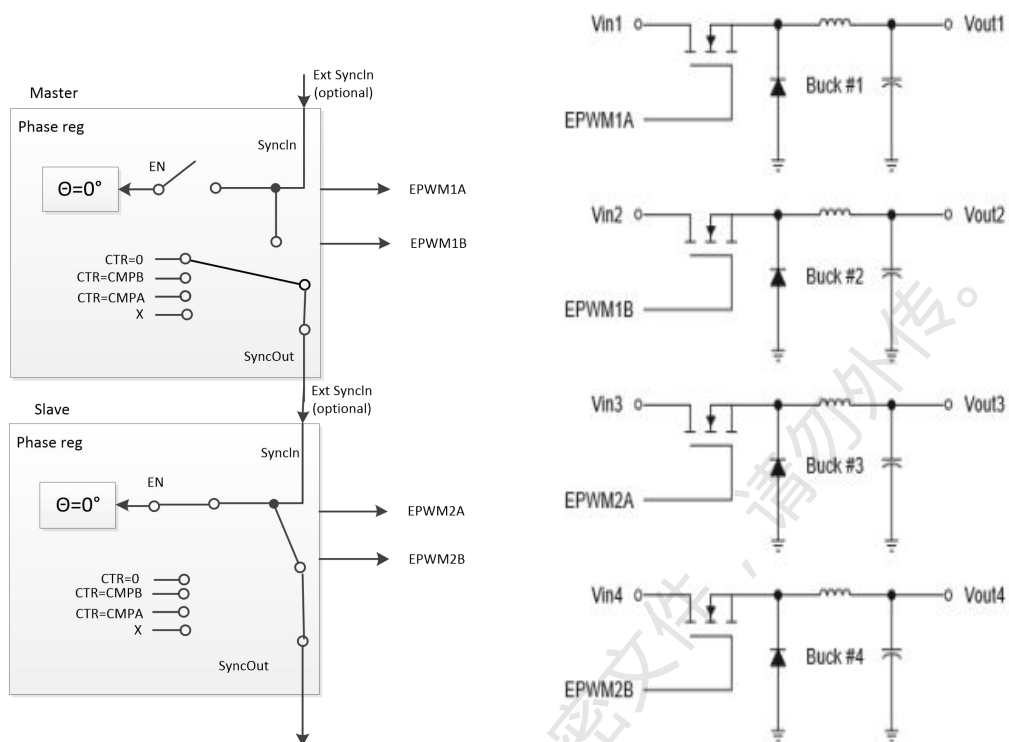 Master
Ext SyncIn
(optional)
Phase reg
SyncIn
EN
Θ=0°
EPWM1A
EPWM1B
CTR=0
CTR=CMPB
CTR=CMPA
X
SyncOut
Ext SyncIn
(optional)
Slave
Phase reg
SyncIn
EN
Θ=0°
EPWM2A
EPWM2B
CTR=0
CTR=CMPB
CTR=CMPA
X
SyncOut
Vin1
Vout1
Buck #1
EPWM1A
Vin2
Vout2
Buck #2
EPWM1B
Vin3
Vout3
Buck #3
EPWM2A
Vin4
Vout4
Buck #4
EPWM2B
密文件，请勿外传。